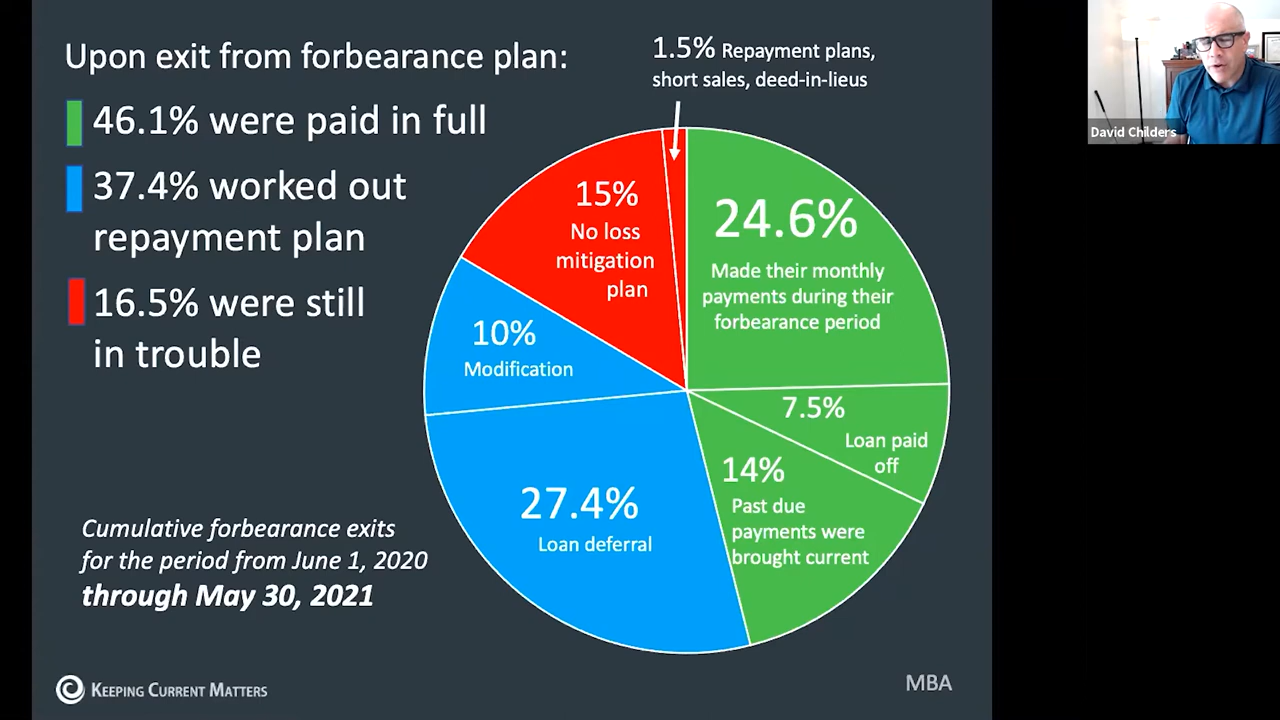 Upon exit from forbearance plan:
46.1% were paid in full
37.4% worked out
repayment plan
16.5% were still
in trouble
Cumulative forbearance exits
for the period from June 1, 2020
through May 30, 2021
1.5% Repayment plans,
short sales, deed-in-lieus
15%
No loss
mitigation
plan
24.6%
Made their monthly
payments during their
forbearance period
10%
Modification
7.5%
Loan paid
off
14%
Past due
payments were
brought current
27.4%
Loan deferral
KEEPING CURRENT MATTERS
MBA
David Childers